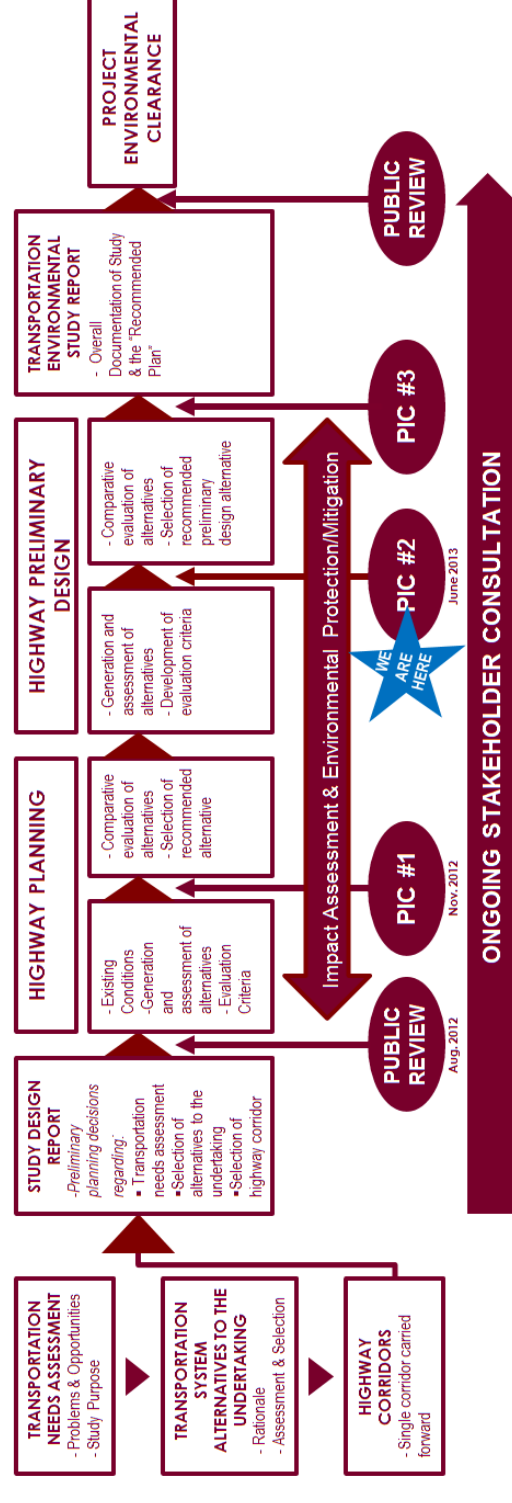 TRANSPORTATION
NEEDS ASSESSMENT
- Problems & Opportunities
- Study Purpose
TRANSPORTATION
SYSTEM
ALTERNATIVES TO THE
UNDERTAKING
- Rationale
- Assessment & Selection
HIGHWAY
CORRIDORS
- Single corridor carried
forward
STUDY DESIGN
REPORT
-Preliminary
planning decisions
regarding:
▪ Transportation
needs assessment
▪Selection of
alternatives to the
undertaking
▪Selection of
highway corridor
HIGHWAY PLANNING
- Existing
Conditions
-Generation
and
assessment of
alternatives
- Evaluation
Criteria
- Comparative
evaluation of
alternatives
- Selection of
recommended
alternative
HIGHWAY PRELIMINARY
DESIGN
- Generation and
assessment of
alternatives
- Development of
evaluation criteria
- Comparative
evaluation of
alternatives
- Selection of
recommended
preliminary
design alternative
TRANSPORTATION
ENVIRONMENTAL
STUDY REPORT
- Overall
Documentation of Study
& the “Recommended
Plan”
PROJECT
ENVIRONMENTAL
CLEARANCE
Impact Assessment & Environmental Protection/Mitigation
PUBLIC
REVIEW
Aug. 2012
PIC #1
Nov. 2012
WE
ARE
HERE
PIC #2
June 2013
PIC #3
PUBLIC
REVIEW
ONGOING STAKEHOLDER CONSULTATION